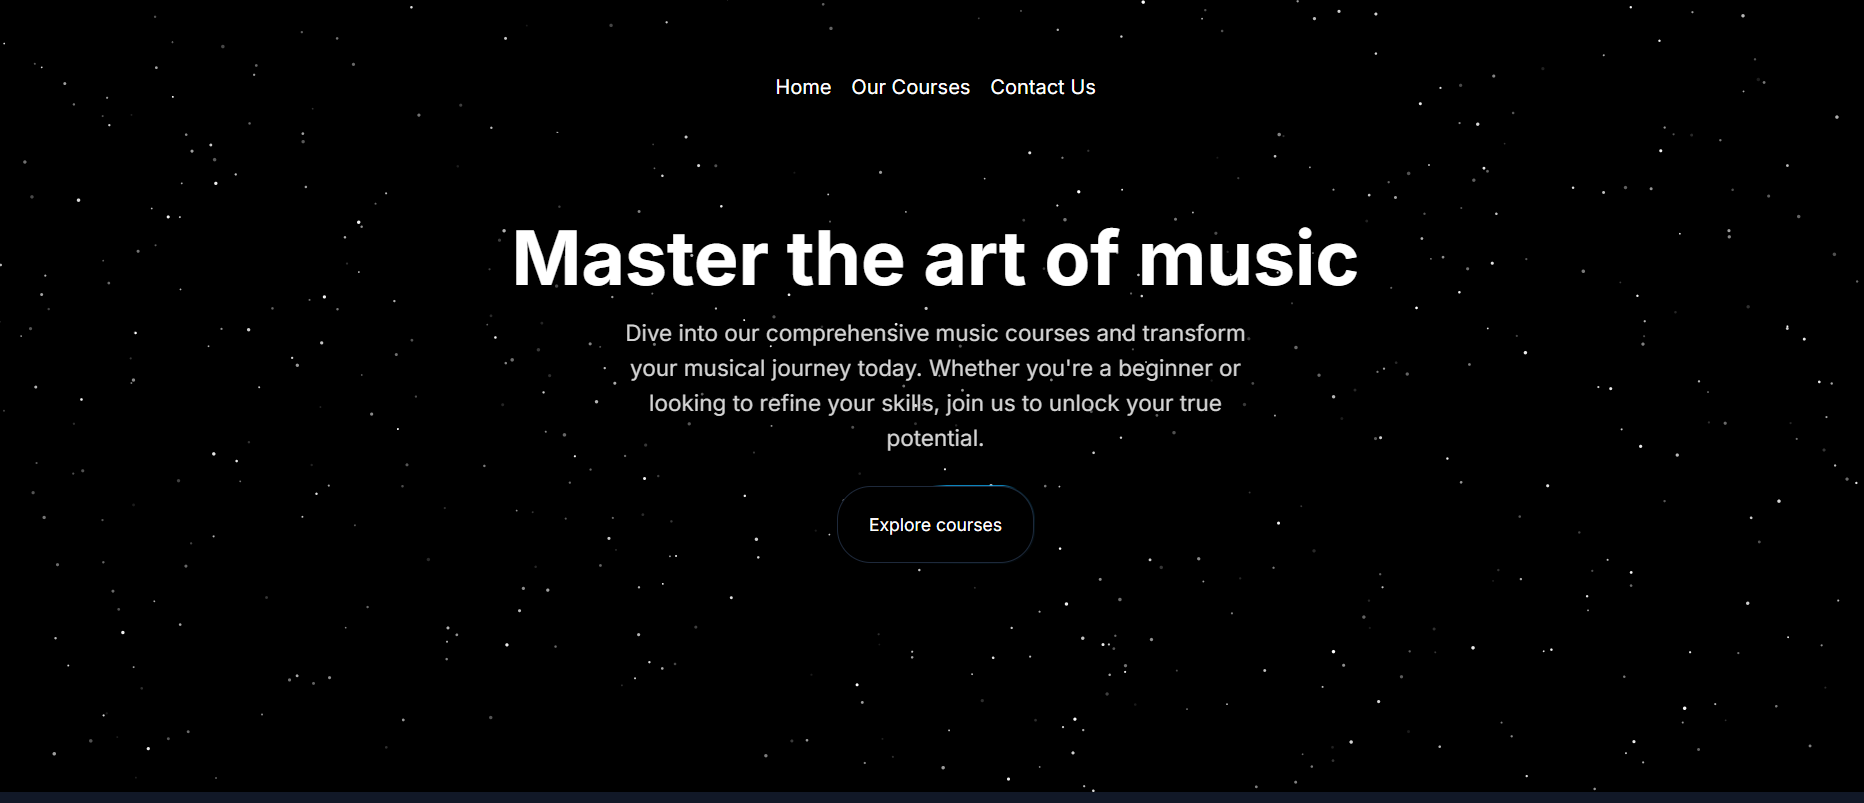 Home Our Courses Contact Us
Master the art of music
Dive into our comprehensive music courses and transform
your musical journey today. Whether you're a beginner or
looking to refine your skills, join us to unlock your true
potential.
Explore courses